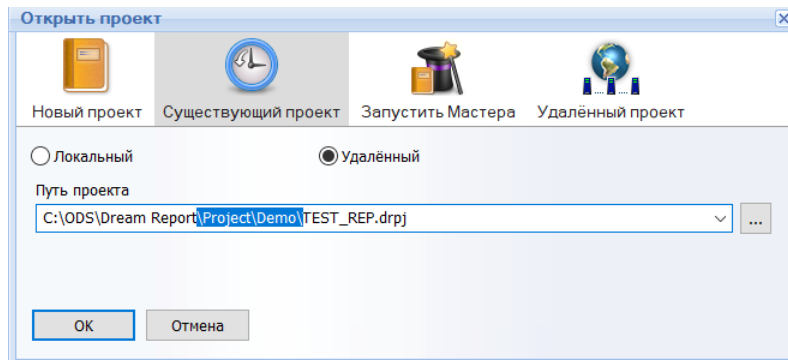 Открыть проект
Новый проект Существующий проект Запустить Мастера Удалённый проект
Локальный Удалённый
Путь проекта
C:\ODS\Dream Report\Project\Demo\TEST_REP.drpj ...
OK Отмена